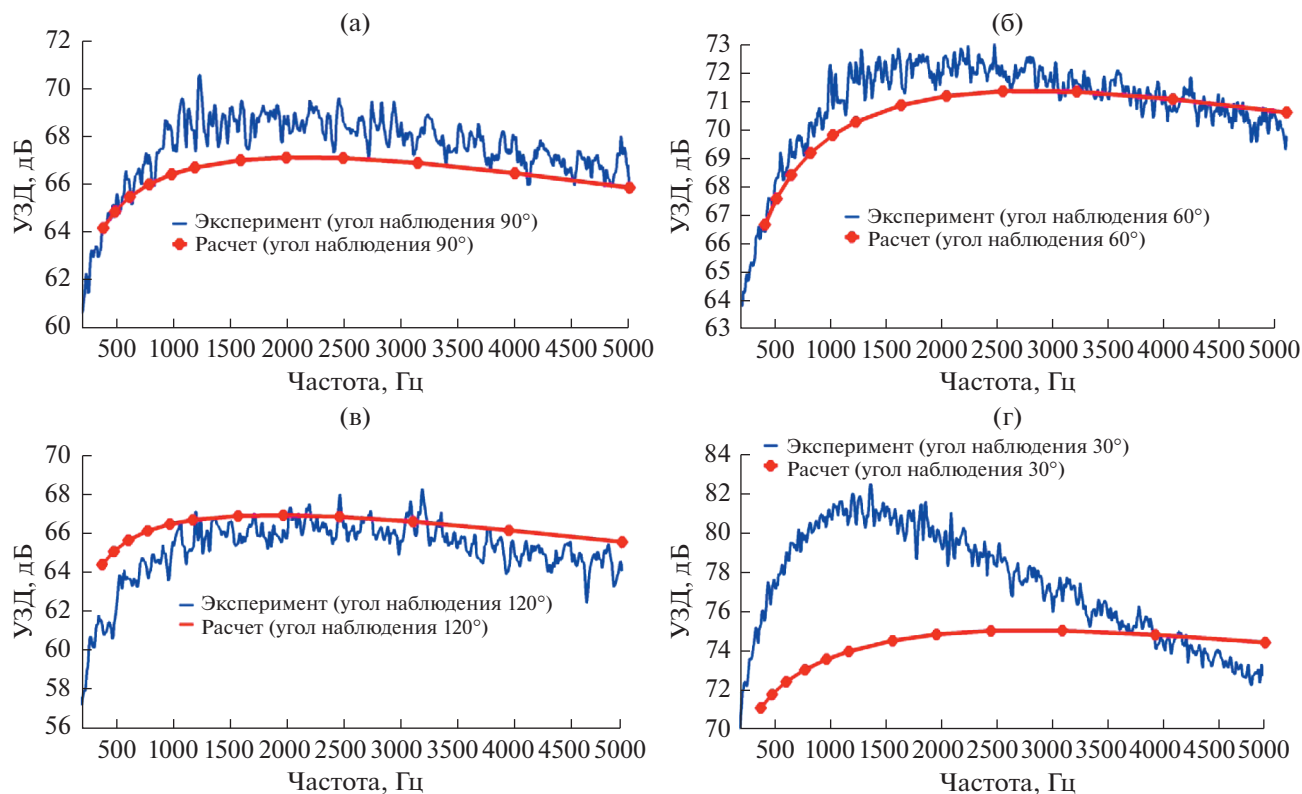 (а)
72
70
68
66
64
62
60
УЗД, дБ
Эксперимент (угол наблюдения 90°)
Расчет (угол наблюдения 90°)
500 1000 1500 2000 2500 3000 3500 4000 4500 5000
Частота, Гц
(б)
73
72
71
70
69
68
67
66
65
64
63
УЗД, дБ
Эксперимент (угол наблюдения 60°)
Расчет (угол наблюдения 60°)
500 1000 1500 2000 2500 3000 3500 4000 4500 5000
Частота, Гц
(в)
70
68
66
64
62
60
58
56
УЗД, дБ
Эксперимент (угол наблюдения 120°)
Расчет (угол наблюдения 120°)
500 1000 1500 2000 2500 3000 3500 4000 4500 5000
Частота, Гц
(г)
Эксперимент (угол наблюдения 30°)
Расчет (угол наблюдения 30°)
84
82
80
78
76
74
72
70
УЗД, дБ
500 1000 1500 2000 2500 3000 3500 4000 4500 5000
Частота, Гц